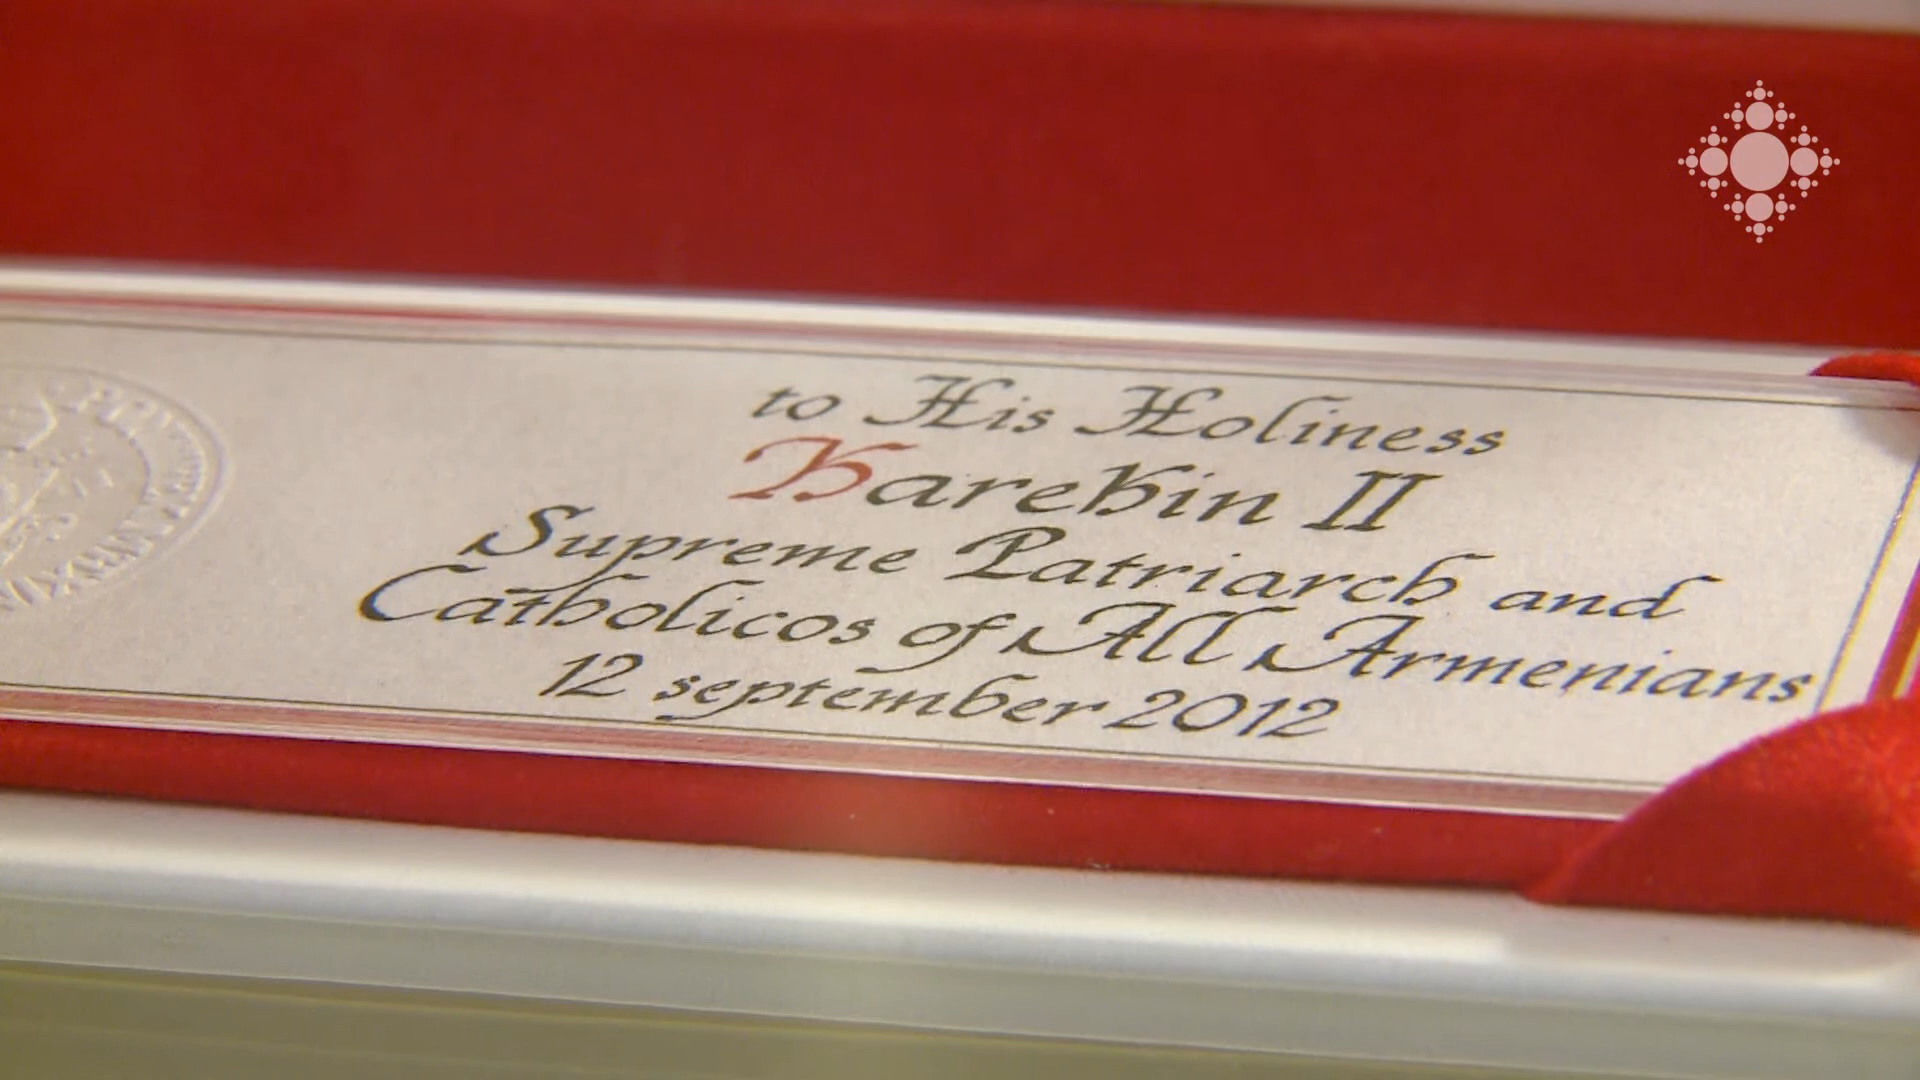 to His Holiness
Karekin II
Supreme Patriarch and
Catholicos of All Armenians
12 september 2012